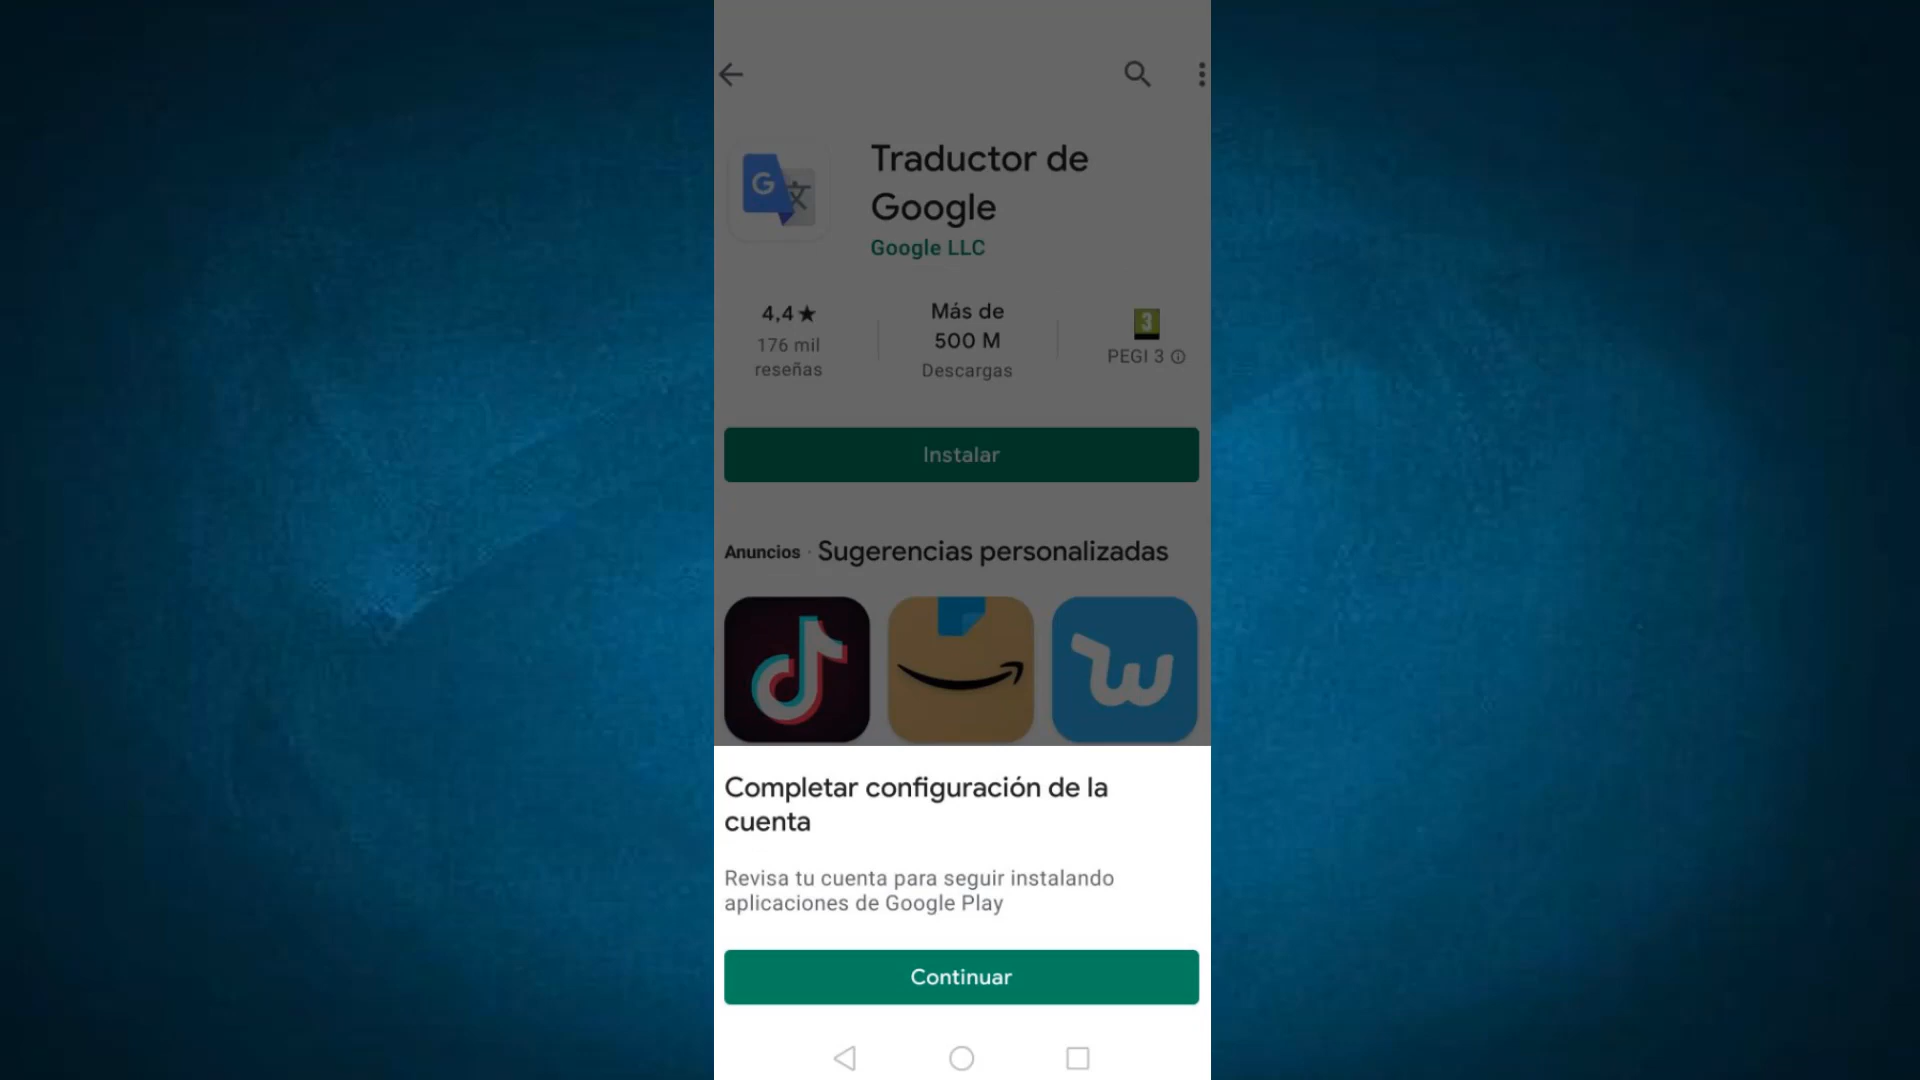 Traductor de
Google
Google LLC
4,4★
176 mil
reseñas
Más de
500 M
Descargas
3
PEGI 3
Instalar
Anuncios · Sugerencias personalizadas
Completar configuración de la
cuenta
Revisa tu cuenta para seguir instalando
aplicaciones de Google Play
Continuar